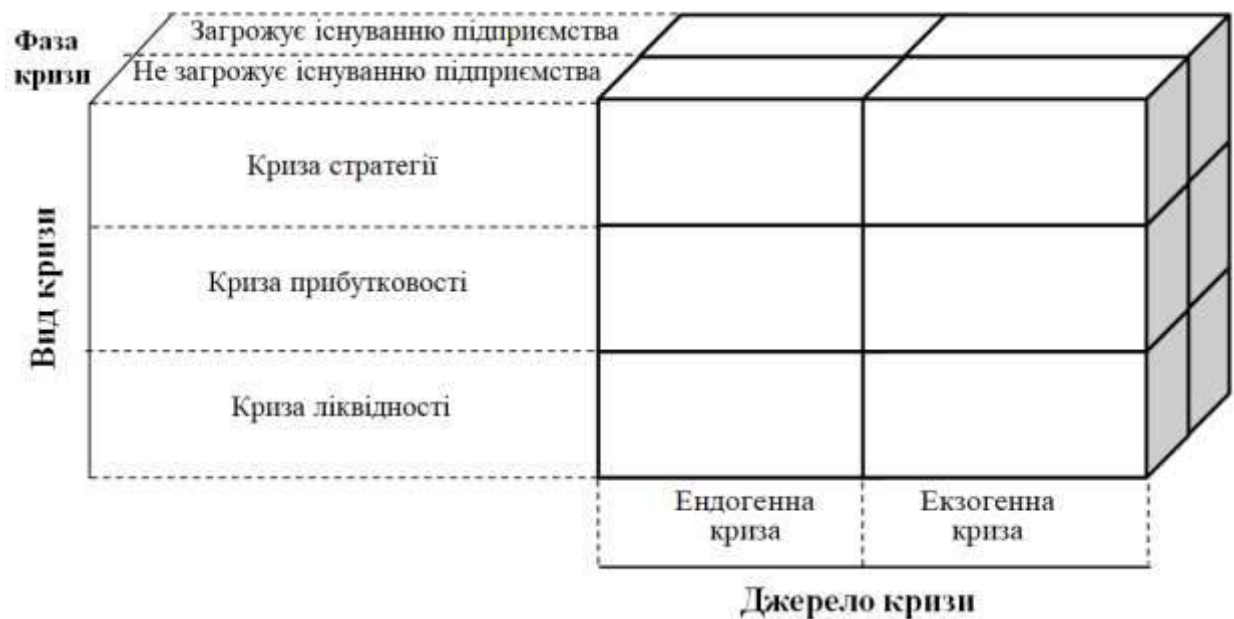 Фаза
кризи
Загрожує існуванню підприємства
Не загрожує існуванню підприємства
Вид кризи
Криза стратегії
Криза прибутковості
Криза ліквідності
Ендогенна
криза
Екзогенна
криза
Джерело кризи